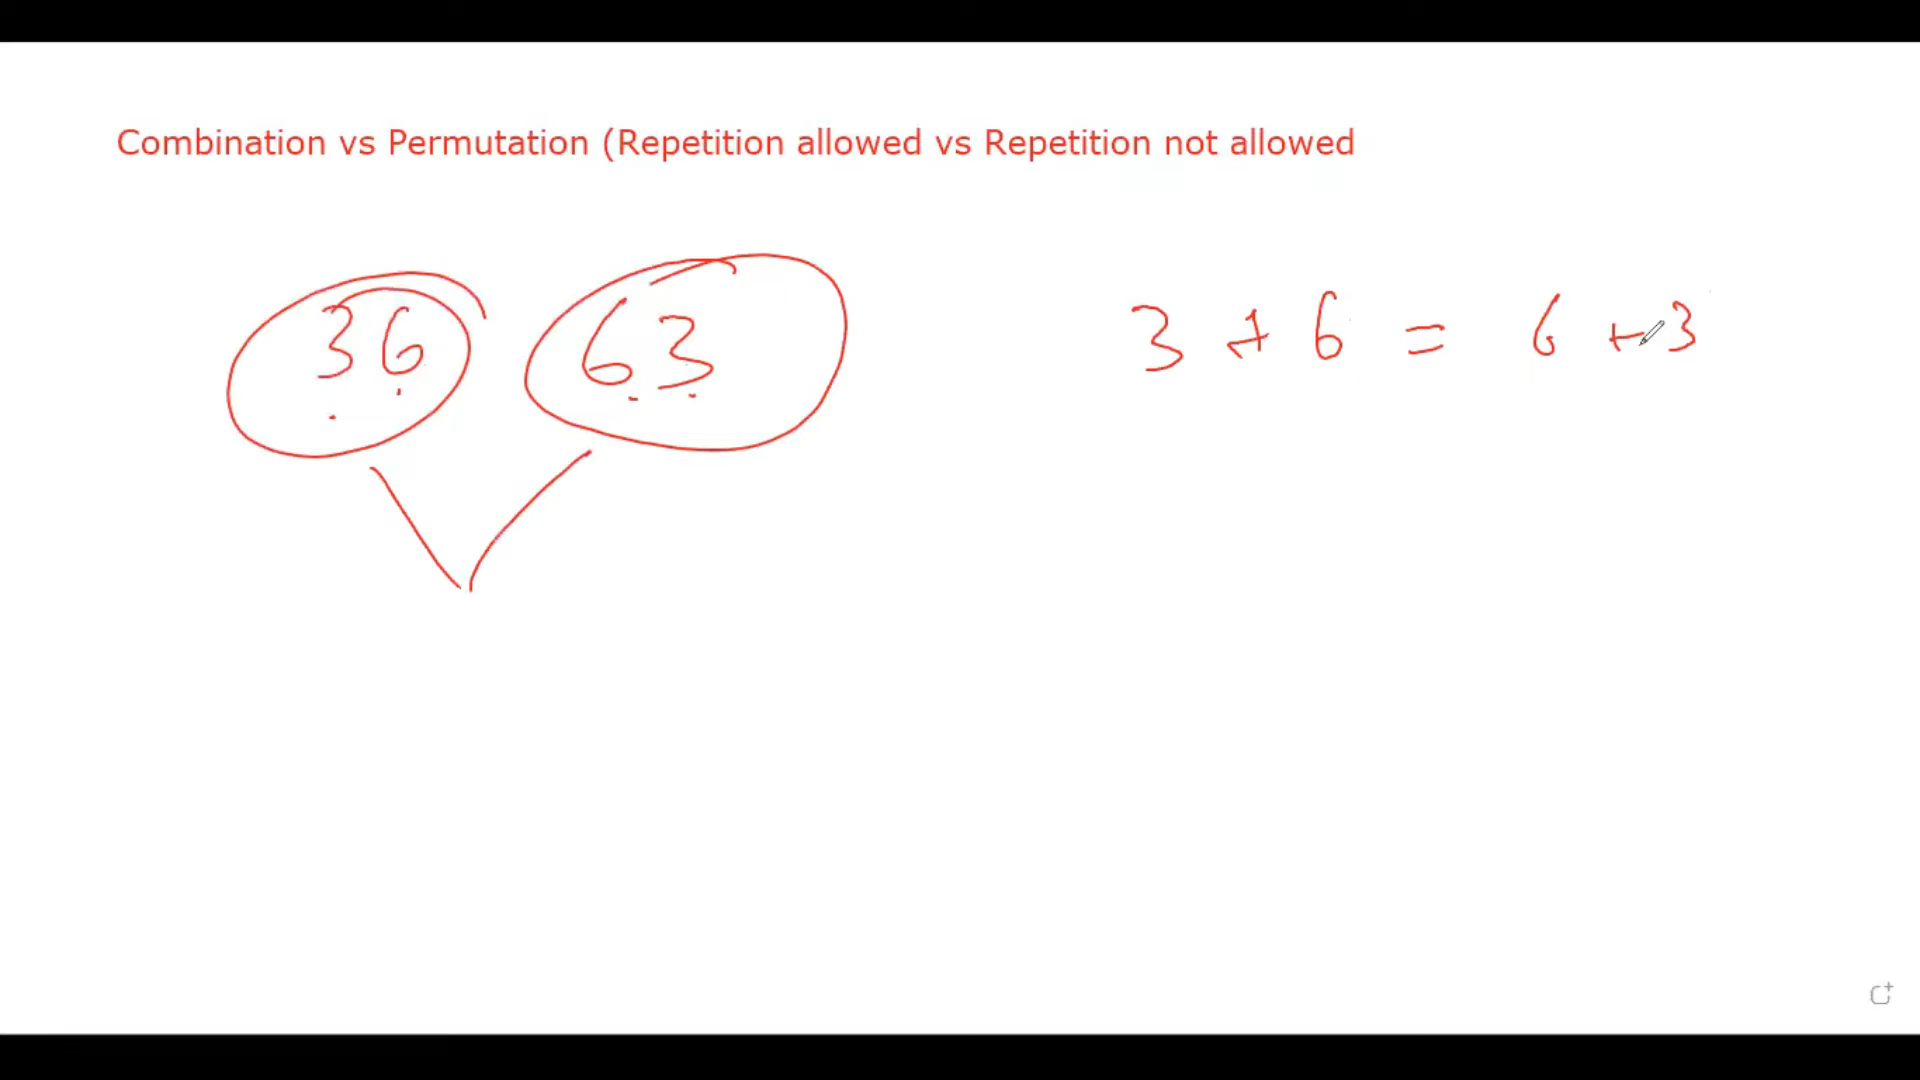 Combination vs Permutation (Repetition allowed vs Repetition not allowed
36 63 3 + 6 = 6 + 3